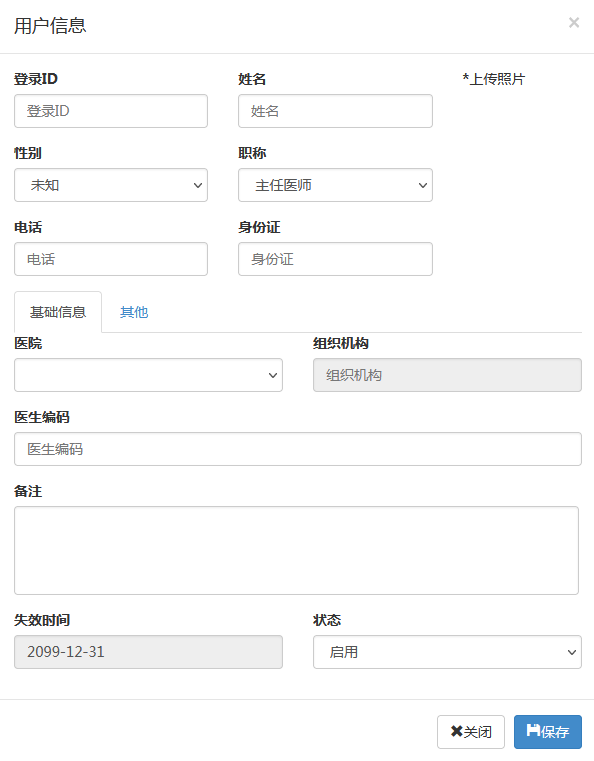 用户信息 ×
登录ID 姓名 *上传照片
登录ID 姓名
性别 职称
未知 主任医师
电话 身份证
电话 身份证
基础信息 其他
医院 组织机构
组织机构
医生编码
医生编码
备注
失效时间 状态
2099-12-31 启用
关闭 保存